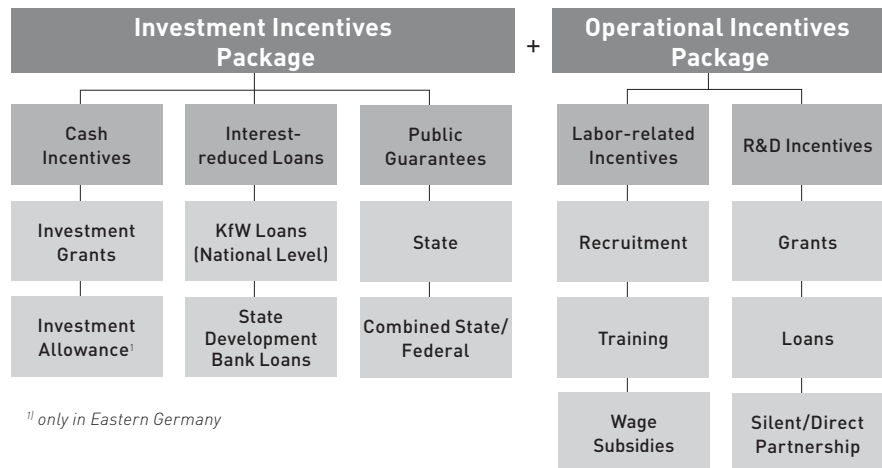 Investment Incentives
Package
+
Operational Incentives
Package
Cash
Incentives
Interest-
reduced Loans
Public
Guarantees
Labor-related
Incentives
R&D Incentives
Investment
Grants
KfW Loans
(National Level)
State
Recruitment
Grants
Investment
Allowance¹
State
Development
Bank Loans
Combined State/
Federal
Training
Loans
1) only in Eastern Germany
Wage
Subsidies
Silent/Direct
Partnership